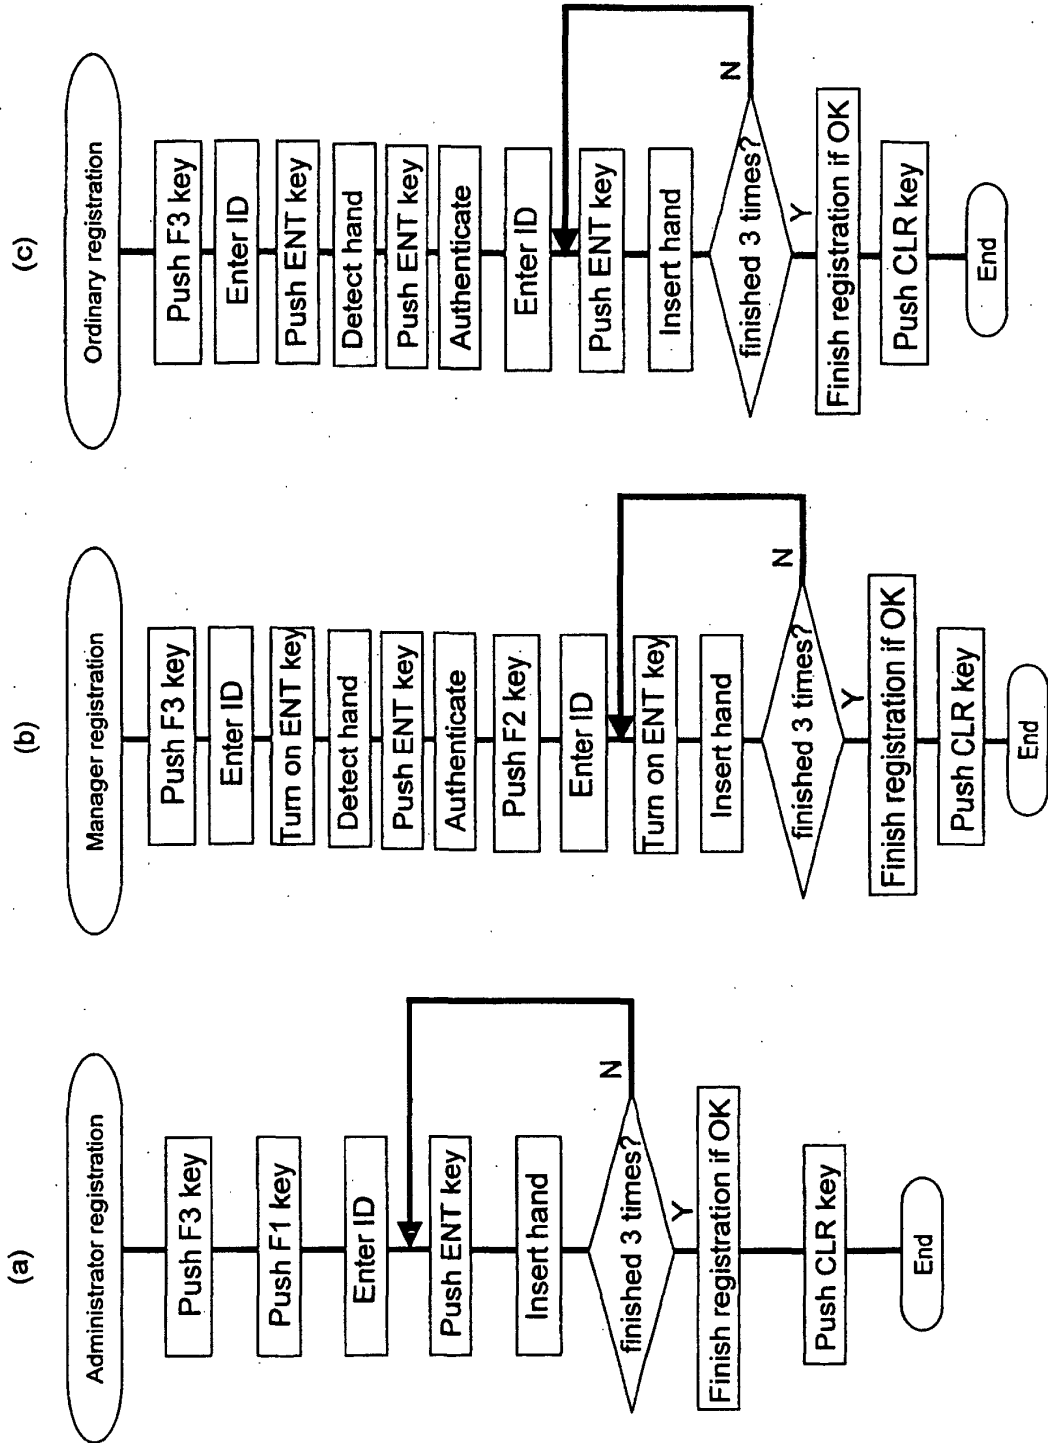 (a)
Administrator registration
Push F3 key
Push F1 key
Enter ID
Push ENT key
Insert hand
finished 3 times?
N
Y
Finish registration if OK
Push CLR key
End
(b)
Manager registration
Push F3 key
Enter ID
Turn on ENT key
Detect hand
Push ENT key
Authenticate
Push F2 key
Enter ID
Turn on ENT key
Insert hand
finished 3 times?
N
Y
Finish registration if OK
Push CLR key
End
(c)
Ordinary registration
Push F3 key
Enter ID
Push ENT key
Detect hand
Push ENT key
Authenticate
Enter ID
Push ENT key
Insert hand
finished 3 times?
N
Y
Finish registration if OK
Push CLR key
End